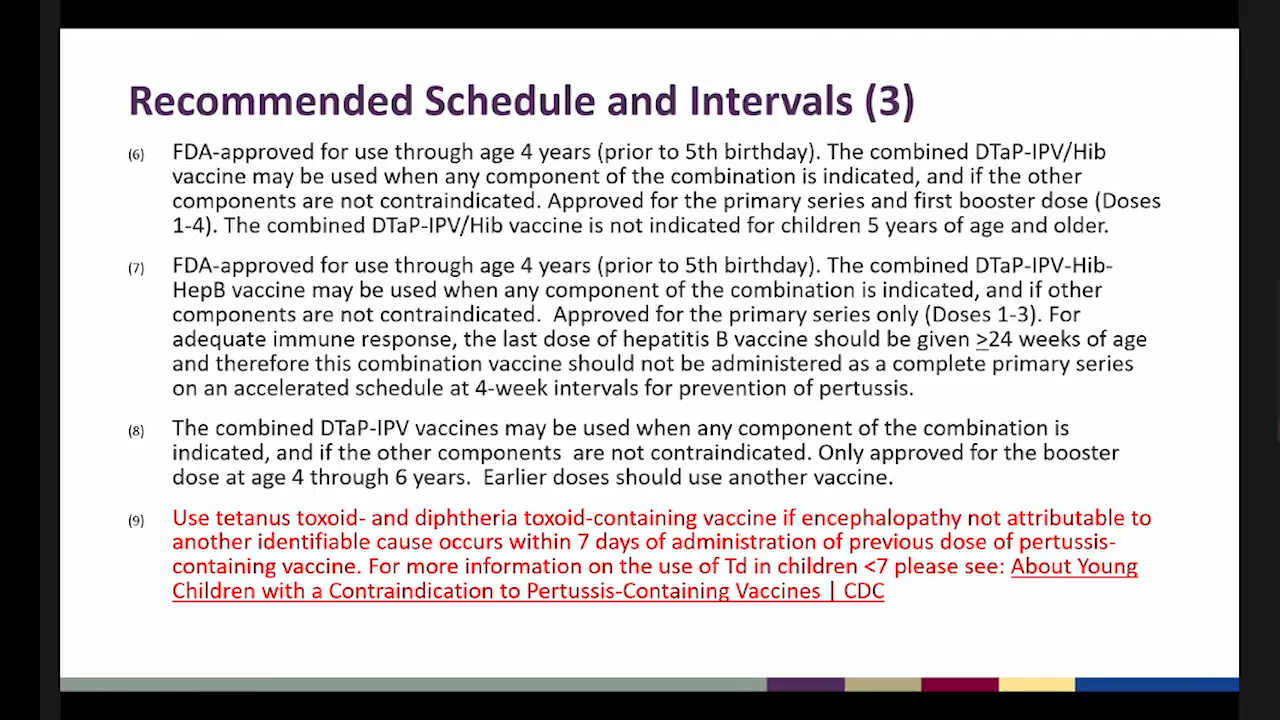 Recommended Schedule and Intervals (3)
(6) FDA-approved for use through age 4 years (prior to 5th birthday). The combined DTaP-IPV/Hib
vaccine may be used when any component of the combination is indicated, and if the other
components are not contraindicated. Approved for the primary series and first booster dose (Doses
1-4). The combined DTaP-IPV/Hib vaccine is not indicated for children 5 years of age and older.
(7) FDA-approved for use through age 4 years (prior to 5th birthday). The combined DTaP-IPV-Hib-
HepB vaccine may be used when any component of the combination is indicated, and if other
components are not contraindicated.  Approved for the primary series only (Doses 1-3). For
adequate immune response, the last dose of hepatitis B vaccine should be given ≥24 weeks of age
and therefore this combination vaccine should not be administered as a complete primary series
on an accelerated schedule at 4-week intervals for prevention of pertussis.
(8) The combined DTaP-IPV vaccines may be used when any component of the combination is
indicated, and if the other components  are not contraindicated. Only approved for the booster
dose at age 4 through 6 years.  Earlier doses should use another vaccine.
(9) Use tetanus toxoid- and diphtheria toxoid-containing vaccine if encephalopathy not attributable to
another identifiable cause occurs within 7 days of administration of previous dose of pertussis-
containing vaccine. For more information on the use of Td in children <7 please see: About Young
Children with a Contraindication to Pertussis-Containing Vaccines | CDC